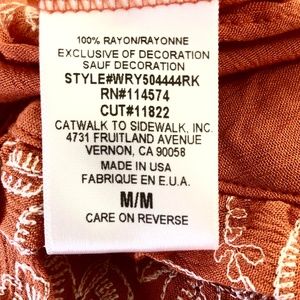 100% RAYON/RAYONNE
EXCLUSIVE OF DECORATION
SAUF DECORATION
STYLE#WRY504444RK
RN#114574
CUT#11822
CATWALK TO SIDEWALK, INC.
4731 FRUITLAND AVENUE
VERNON, CA 90058
MADE IN USA
FABRIQUE EN E.U.A.
M/M
CARE ON REVERSE